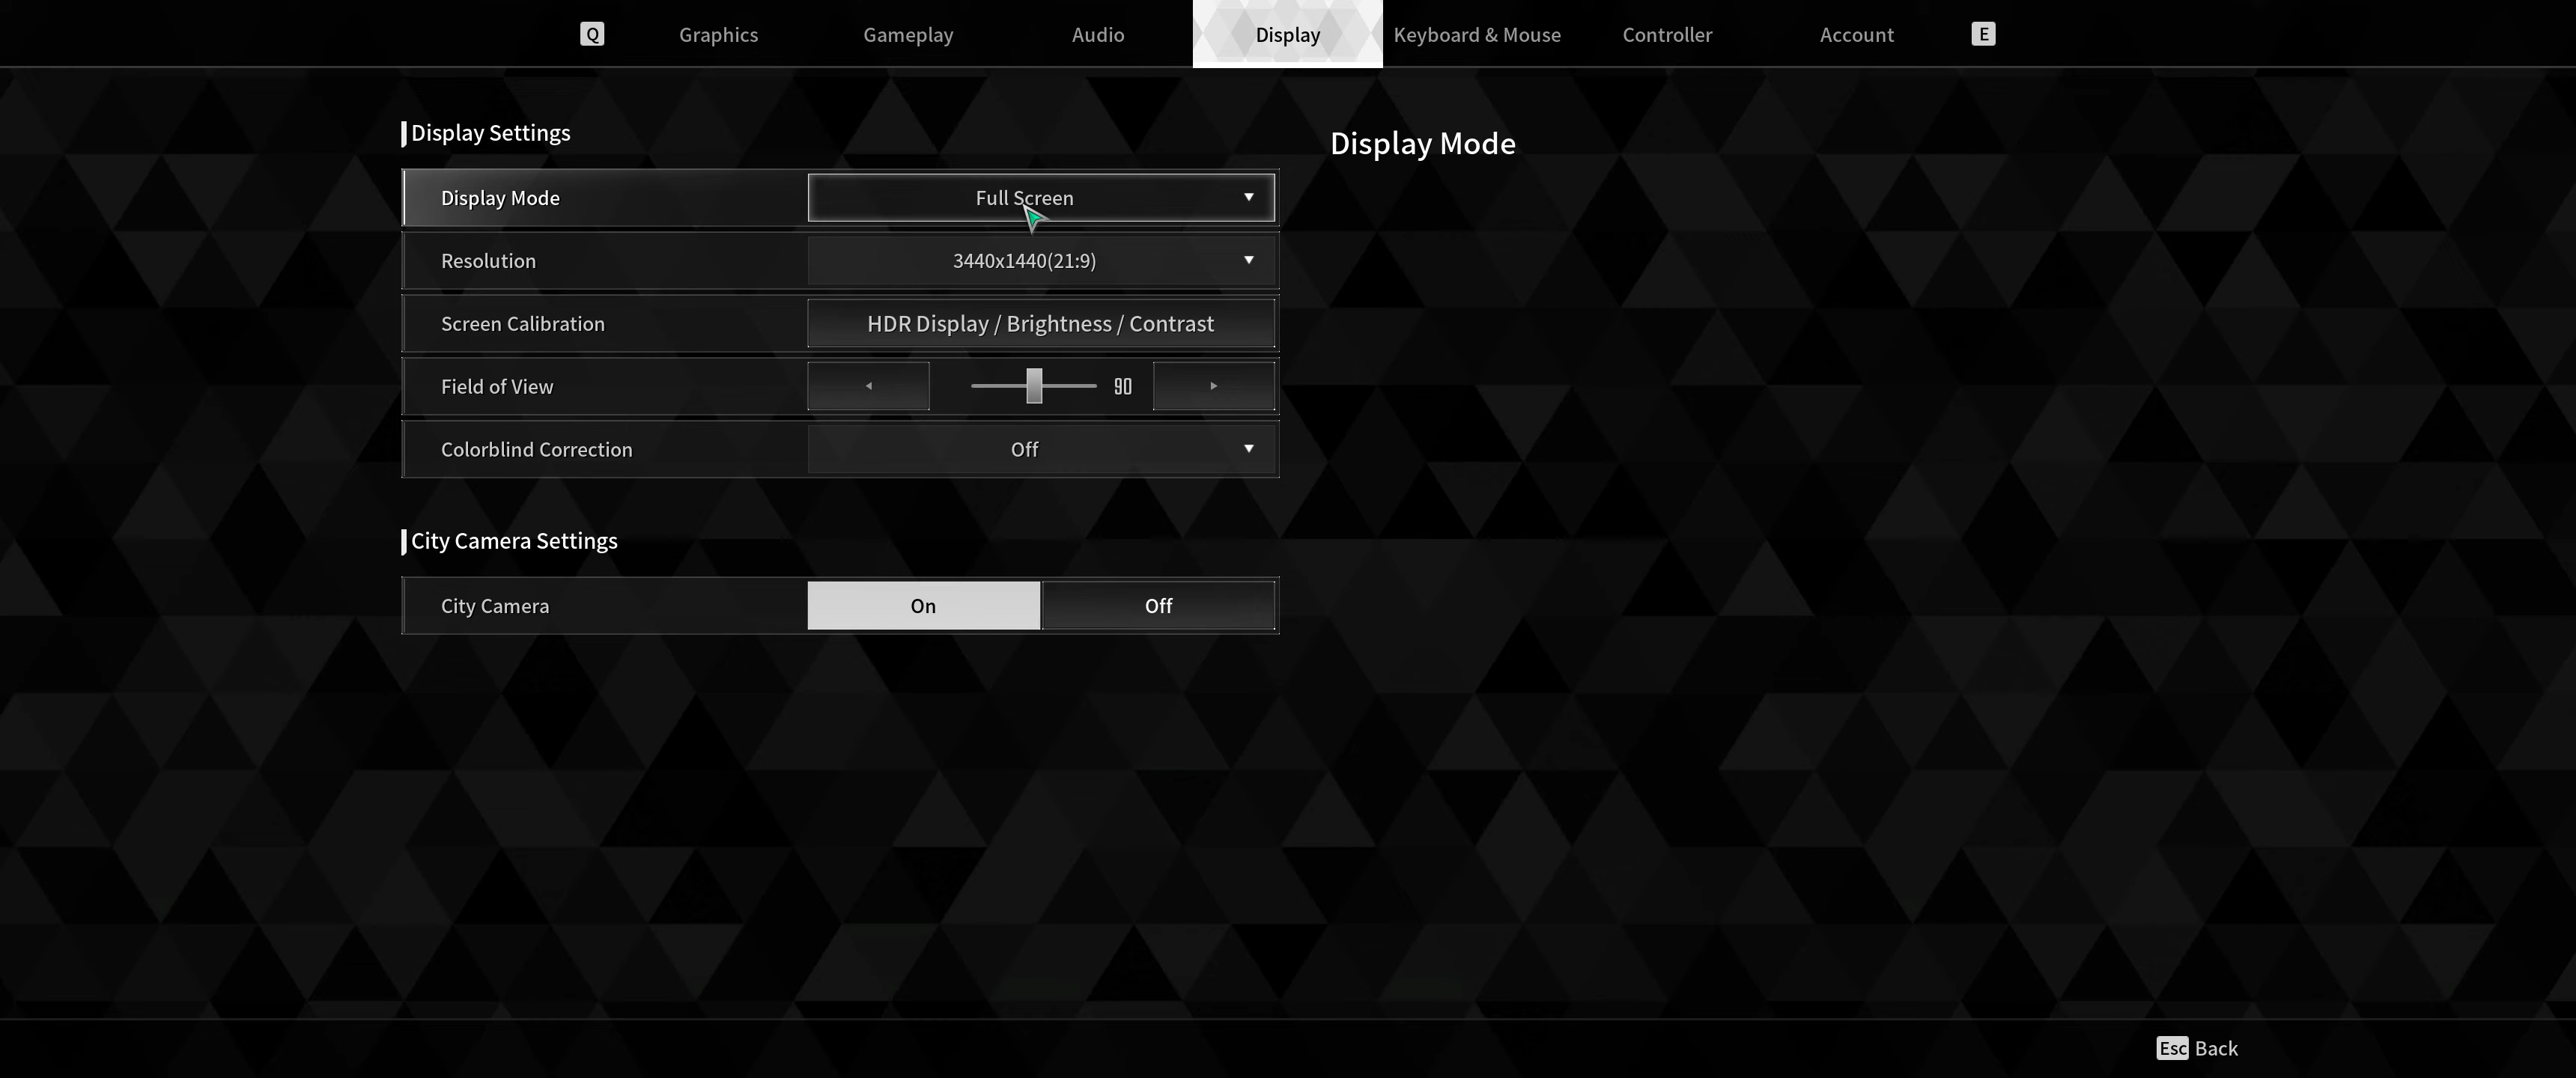 Q Graphics Gameplay Audio Display Keyboard & Mouse Controller Account E
Display Settings
Display Mode Full Screen
Resolution 3440x1440(21:9)
Screen Calibration HDR Display / Brightness / Contrast
Field of View 90
Colorblind Correction Off
City Camera Settings
City Camera On Off
Display Mode
Esc Back